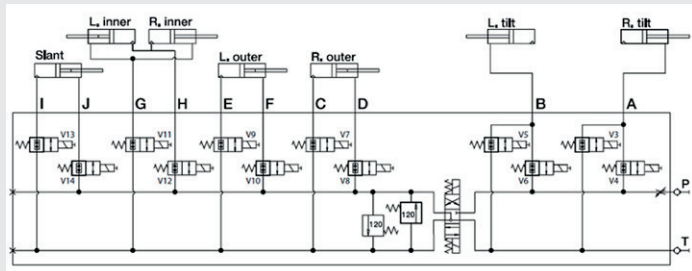 L. inner R. inner L. tilt R. tilt
Slant L. outer R. outer
I J G H E F C D B A
V13 V11 V9 V7 V5 V3
V14 V12 V10 V8 V6 V4
P
120 120
T